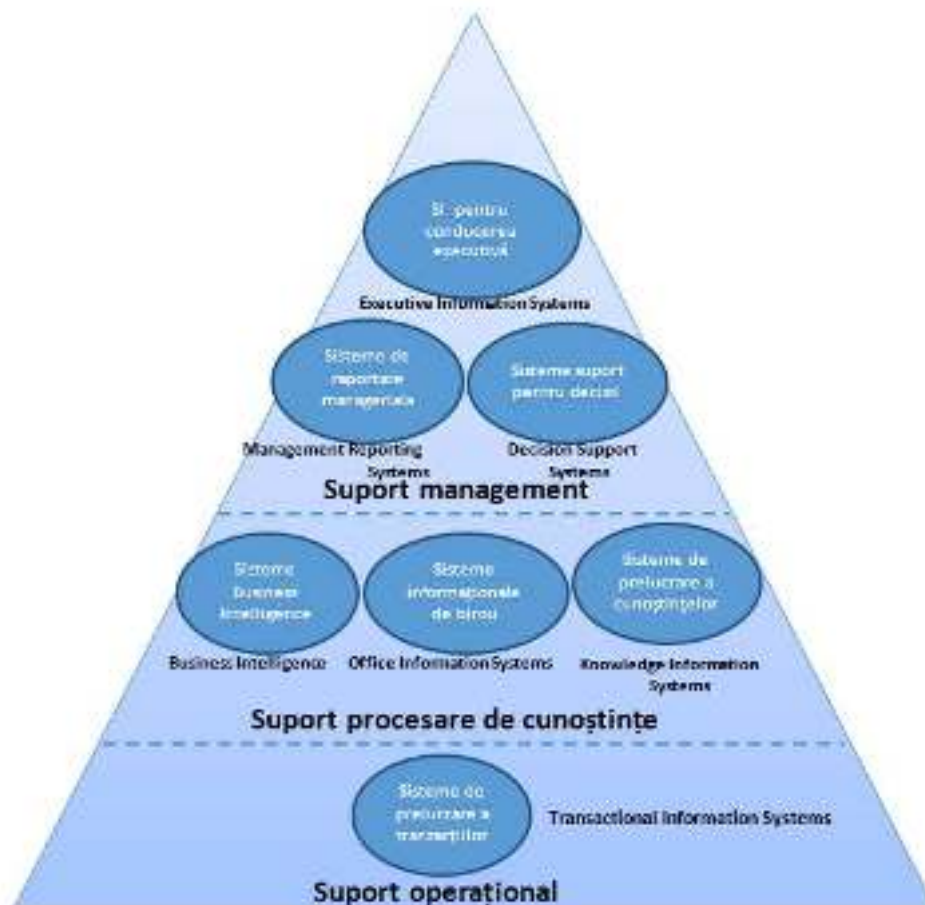 SI pentru
conducerea
executivă
Executive Information Systems
Sisteme de
raportare
managerială
Sisteme suport
pentru decizii
Management Reporting
Systems
Decision Support
Systems
Suport management
Sisteme
business
intelligence
Sisteme
informaționale
de birou
Sisteme de
prelucrare a
cunoștințelor
Business Intelligence
Office Information Systems
Knowledge Information
Systems
Suport procesare de cunoștințe
Sisteme de
prelucrare a
tranzacțiilor
Transactional Information Systems
Suport operațional